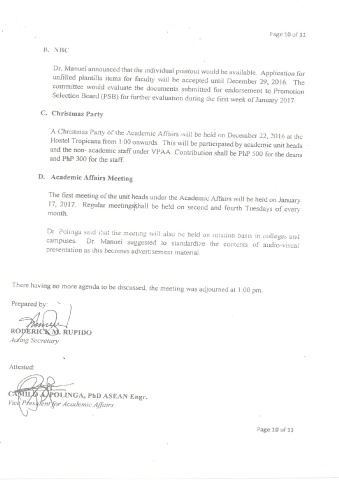 Page 10 of 11
B. NBC
Dr. Manuel announced that the individual printout would be available. Application for
unfilled plantilla items for faculty will be accepted until December 29, 2016. The
committee would evaluate the documents submitted for endorsement to Promotion
Selection Board (PSB) for further evaluation during the first week of January 2017.
C. Christmas Party
A Christmas Party of the Academic Affairs will be held on December 22, 2016 at the
Hostel Tropicana from 1:00 onwards. This will be participated by academic unit heads
and the non- academic staff under VPAA. Contribution shall be PhP 500 for the deans
and PhP 300 for the staff.
D. Academic Affairs Meeting
The first meeting of the unit heads under the Academic Affairs will be held on January
17, 2017. Regular meetings shall be held on second and fourth Tuesdays of every
month.
Dr. Polinga said that the meeting will also be held on rotation basis in colleges and
campuses. Dr. Manuel suggested to standardize the contents of audio-visual
presentation as this becomes advertisement material.
There having no more agenda to be discussed, the meeting was adjourned at 1:00 pm.
Prepared by:
RODERICK M. RUPIDO
Acting Secretary
Attested:
CAMILO A. POLINGA, PhD ASEAN Engr.
Vice President for Academic Affairs
Page 10 of 11